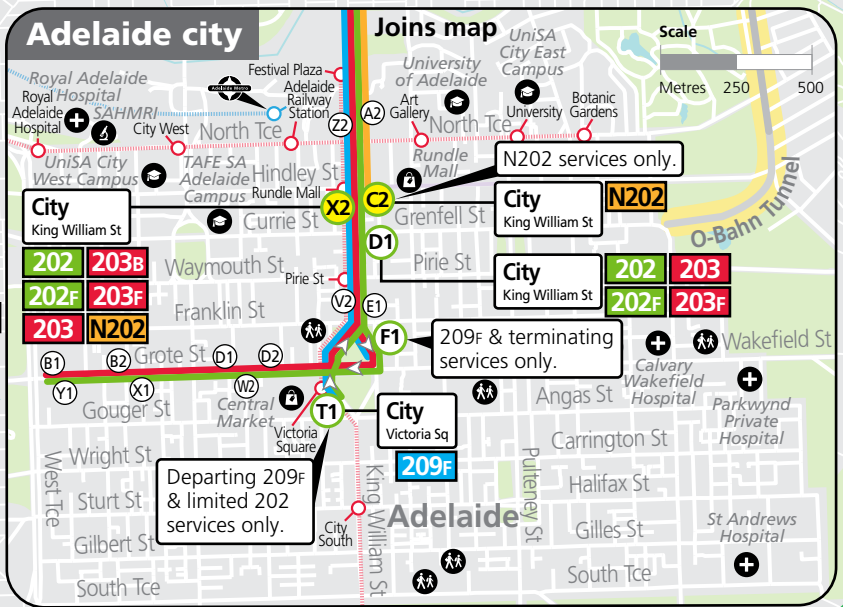 Adelaide city
Joins map
Scale
Metres 250 500
Festival Plaza
Adelaide
Railway
Station
Adelaide Metro
Royal Adelaide
Hospital
SAHMRI
Royal
Adelaide
Hospital
City West
North Tce
University
of Adelaide
UniSA
City East
Campus
Art
Gallery
North Tce
University
Botanic
Gardens
Z2
A2
UniSA City
West Campus
TAFE SA
Adelaide
Campus
Hindley St
Rundle Mall
Rundle
Mall
N202 services only.
O-Bahn Tunnel
City
King William St
X2
C2
City
King William St
N202
Currie St
Grenfell St
D1
202
203B
202F
203F
203
N202
Waymouth St
Pirie St
Pirie St
City
King William St
202
203
202F
203F
Franklin St
V2
E1
F1
209F & terminating
services only.
Wakefield St
Calvary
Wakefield
Hospital
Parkwynd
Private
Hospital
B1
B2
Grote St
D1
D2
Y1
X1
W2
Gouger St
Central
Market
Victoria
Square
T1
City
Victoria Sq
209F
Angas St
Carrington St
Wright St
West Tce
Sturt St
Gilbert St
South Tce
Departing 209F
& limited 202
services only.
City
South
King William St
Adelaide
Pulteney St
Halifax St
Gilles St
South Tce
St Andrews
Hospital